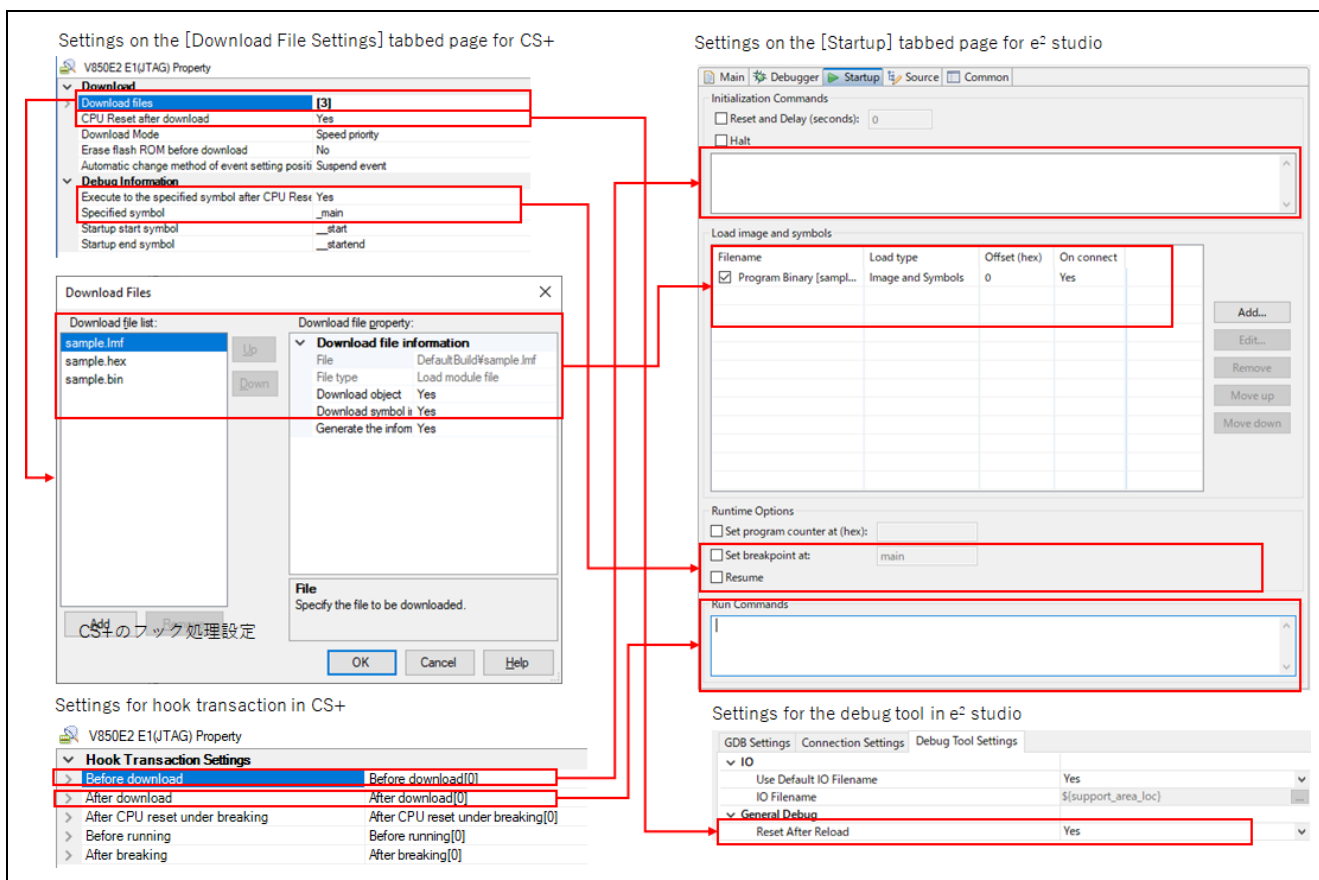 Settings on the [Download File Settings] tabbed page for CS+
V850E2 E1(JTAG) Property
Download
Download files [3]
CPU Reset after download Yes
Download Mode Speed priority
Erase flash ROM before download No
Automatic change method of event setting positi Suspend event
Debug Information
Execute to the specified symbol after CPU Rese Yes
Specified symbol _main
Startup start symbol __start
Startup end symbol __startend
Download Files
Download file list:
sample.lmf
sample.hex
sample.bin
Up
Down
Download file property:
Download file information
File DefaultBuild¥sample.lmf
File type Load module file
Download object Yes
Download symbol i Yes
Generate the inform Yes
File
Specify the file to be downloaded.
Add
CS+のフック処理設定
OK Cancel Help
Settings for hook transaction in CS+
V850E2 E1(JTAG) Property
Hook Transaction Settings
Before download Before download[0]
After download After download[0]
After CPU reset under breaking After CPU reset under breaking[0]
Before running Before running[0]
After breaking After breaking[0]
Settings on the [Startup] tabbed page for e² studio
Main Debugger Startup Source Common
Initialization Commands
Reset and Delay (seconds): 0
Halt
Load image and symbols
Filename Load type Offset (hex) On connect
Program Binary [sampl... Image and Symbols 0 Yes
Add...
Edit...
Remove
Move up
Move down
Runtime Options
Set program counter at (hex):
Set breakpoint at: main
Resume
Run Commands
Settings for the debug tool in e² studio
GDB Settings Connection Settings Debug Tool Settings
IO
Use Default IO Filename Yes
IO Filename ${support_area_loc} ...
General Debug
Reset After Reload Yes